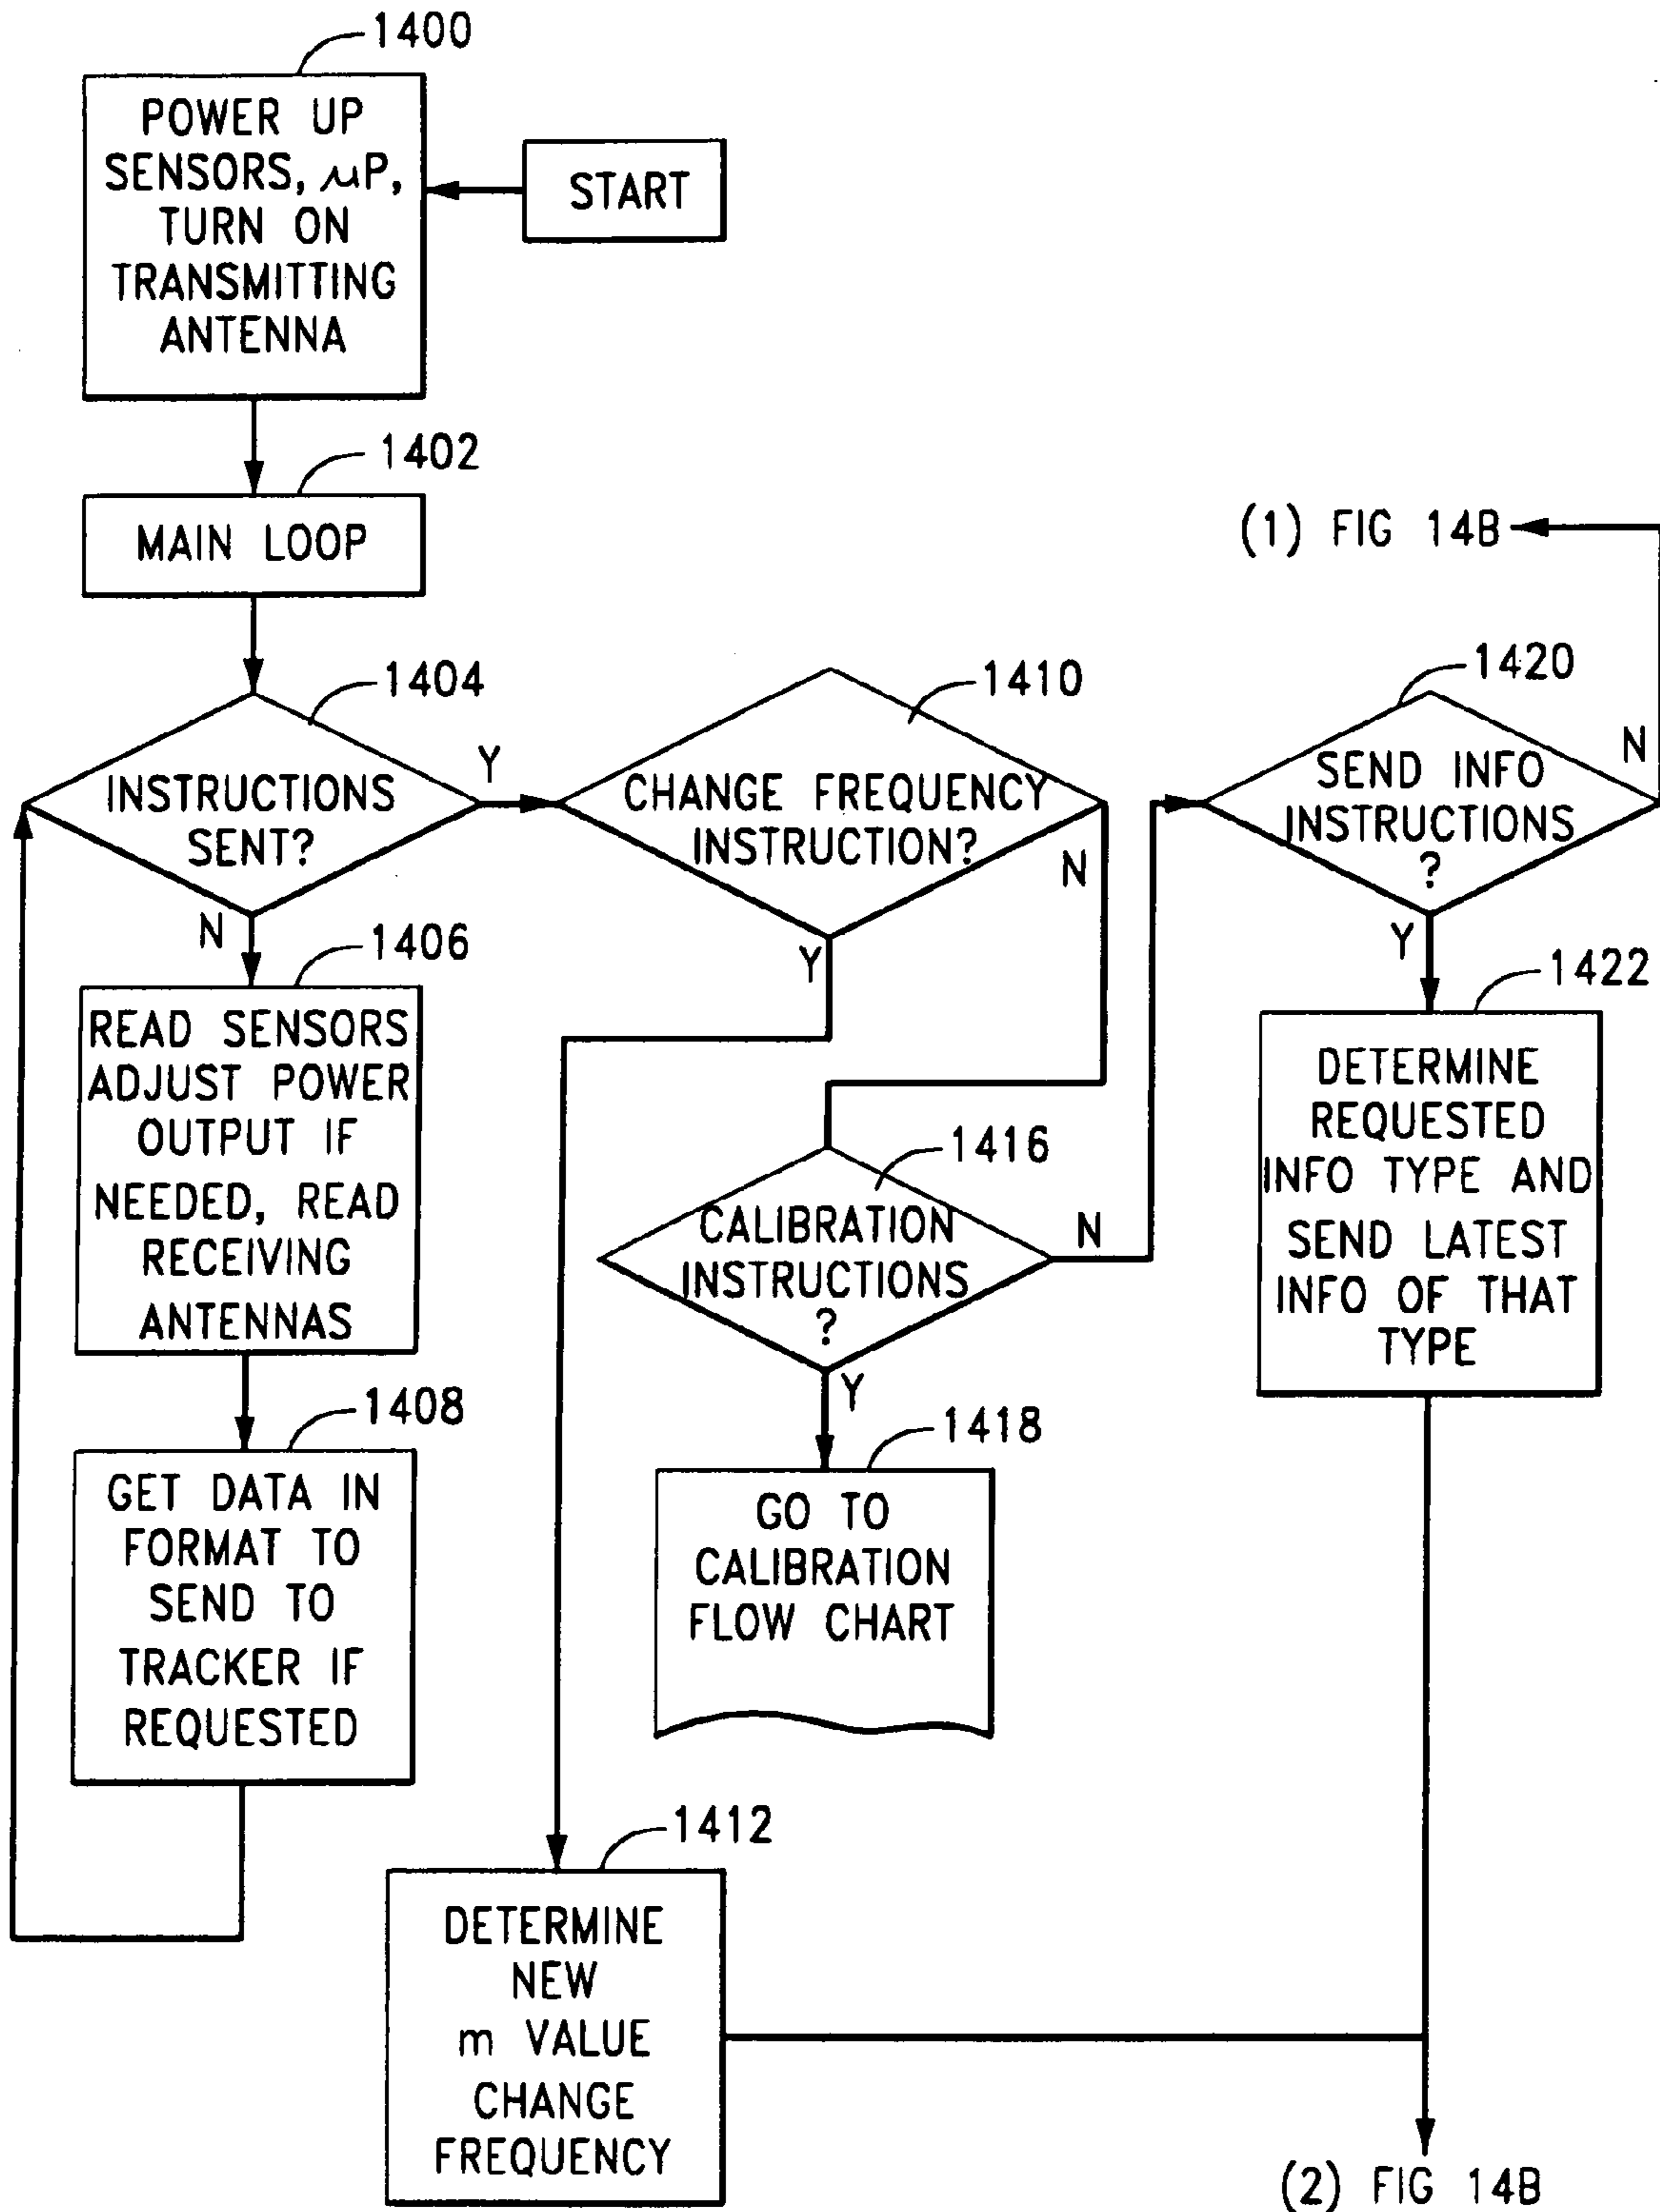 1400
POWER UP
SENSORS, μP,
TURN ON
TRANSMITTING
ANTENNA
START
1402
MAIN LOOP
(1) FIG 14B
1404
INSTRUCTIONS
SENT?
Y
N
1410
CHANGE FREQUENCY
INSTRUCTION?
N
Y
1420
SEND INFO
INSTRUCTIONS
?
N
Y
1406
READ SENSORS
ADJUST POWER
OUTPUT IF
NEEDED, READ
RECEIVING
ANTENNAS
1422
DETERMINE
REQUESTED
INFO TYPE AND
SEND LATEST
INFO OF THAT
TYPE
1416
CALIBRATION
INSTRUCTIONS
?
N
Y
1408
GET DATA IN
FORMAT TO
SEND TO
TRACKER IF
REQUESTED
1418
GO TO
CALIBRATION
FLOW CHART
1412
DETERMINE
NEW
m VALUE
CHANGE
FREQUENCY
(2) FIG 14B